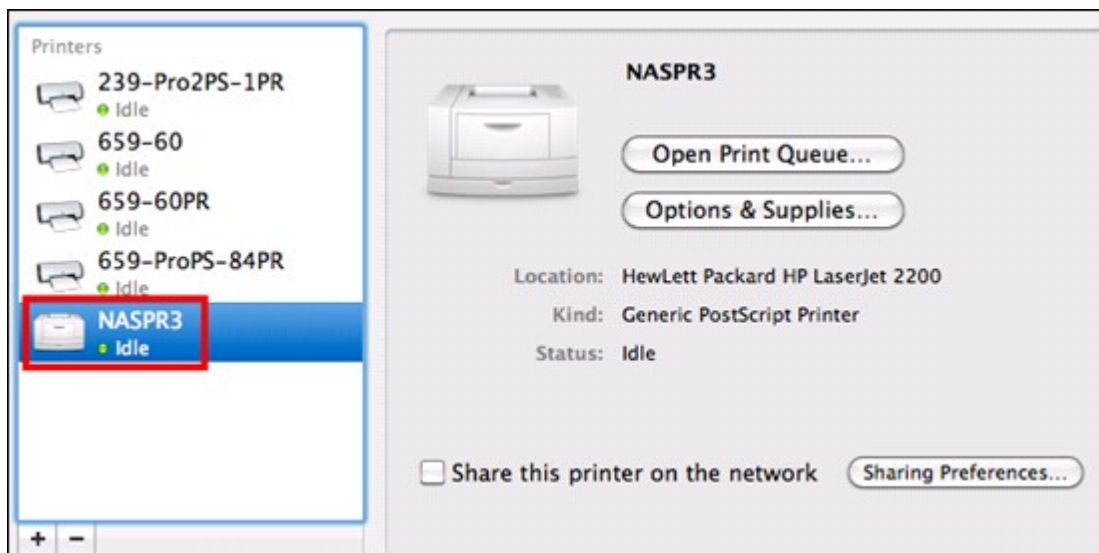 Printers
239-Pro2PS-1PR
Idle
659-60
Idle
659-60PR
Idle
659-ProPS-84PR
Idle
NASPR3
Idle
+ −
NASPR3
Open Print Queue...
Options & Supplies...
Location: HewLett Packard HP LaserJet 2200
Kind: Generic PostScript Printer
Status: Idle
Share this printer on the network
Sharing Preferences...